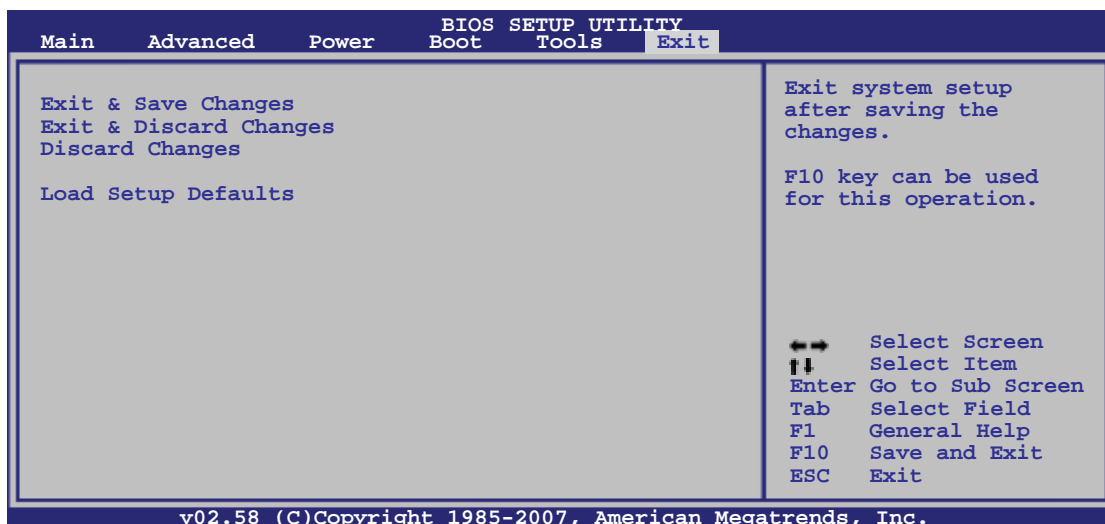 BIOS SETUP UTILITY
Main Advanced Power Boot Tools Exit
Exit & Save Changes
Exit & Discard Changes
Discard Changes
Load Setup Defaults
Exit system setup
after saving the
changes.
F10 key can be used
for this operation.
←→ Select Screen
↑↓ Select Item
Enter Go to Sub Screen
Tab Select Field
F1 General Help
F10 Save and Exit
ESC Exit
v02.58 (C)Copyright 1985-2007, American Megatrends, Inc.